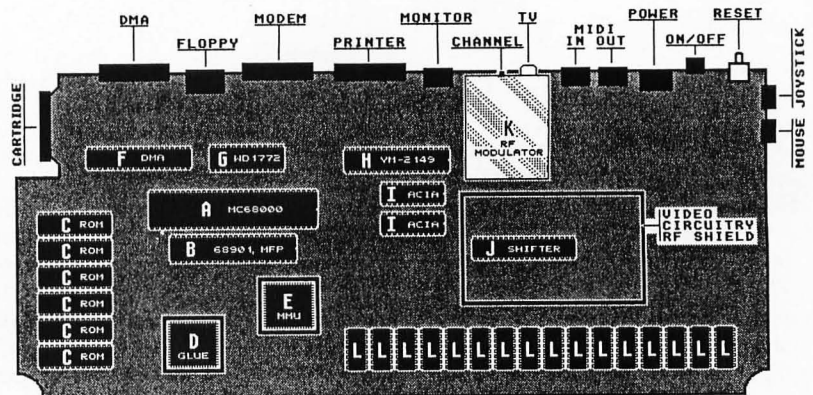 DMA
FLOPPY
MODEM
PRINTER
MONITOR
CHANNEL
TV
MIDI
IN OUT
POWER
ON/OFF
RESET
CARTRIDGE
JOYSTICK
MOUSE
K
RF
MODULATOR
F DMA
G WD1772
H YM-2149
A MC68000
I ACIA
I ACIA
B 68901, MFP
C ROM
C ROM
C ROM
C ROM
C ROM
C ROM
J SHIFTER
VIDEO
CIRCUITRY
RF SHIELD
E
MMU
D
GLUE
L L L L L L L L L L L L L L L L